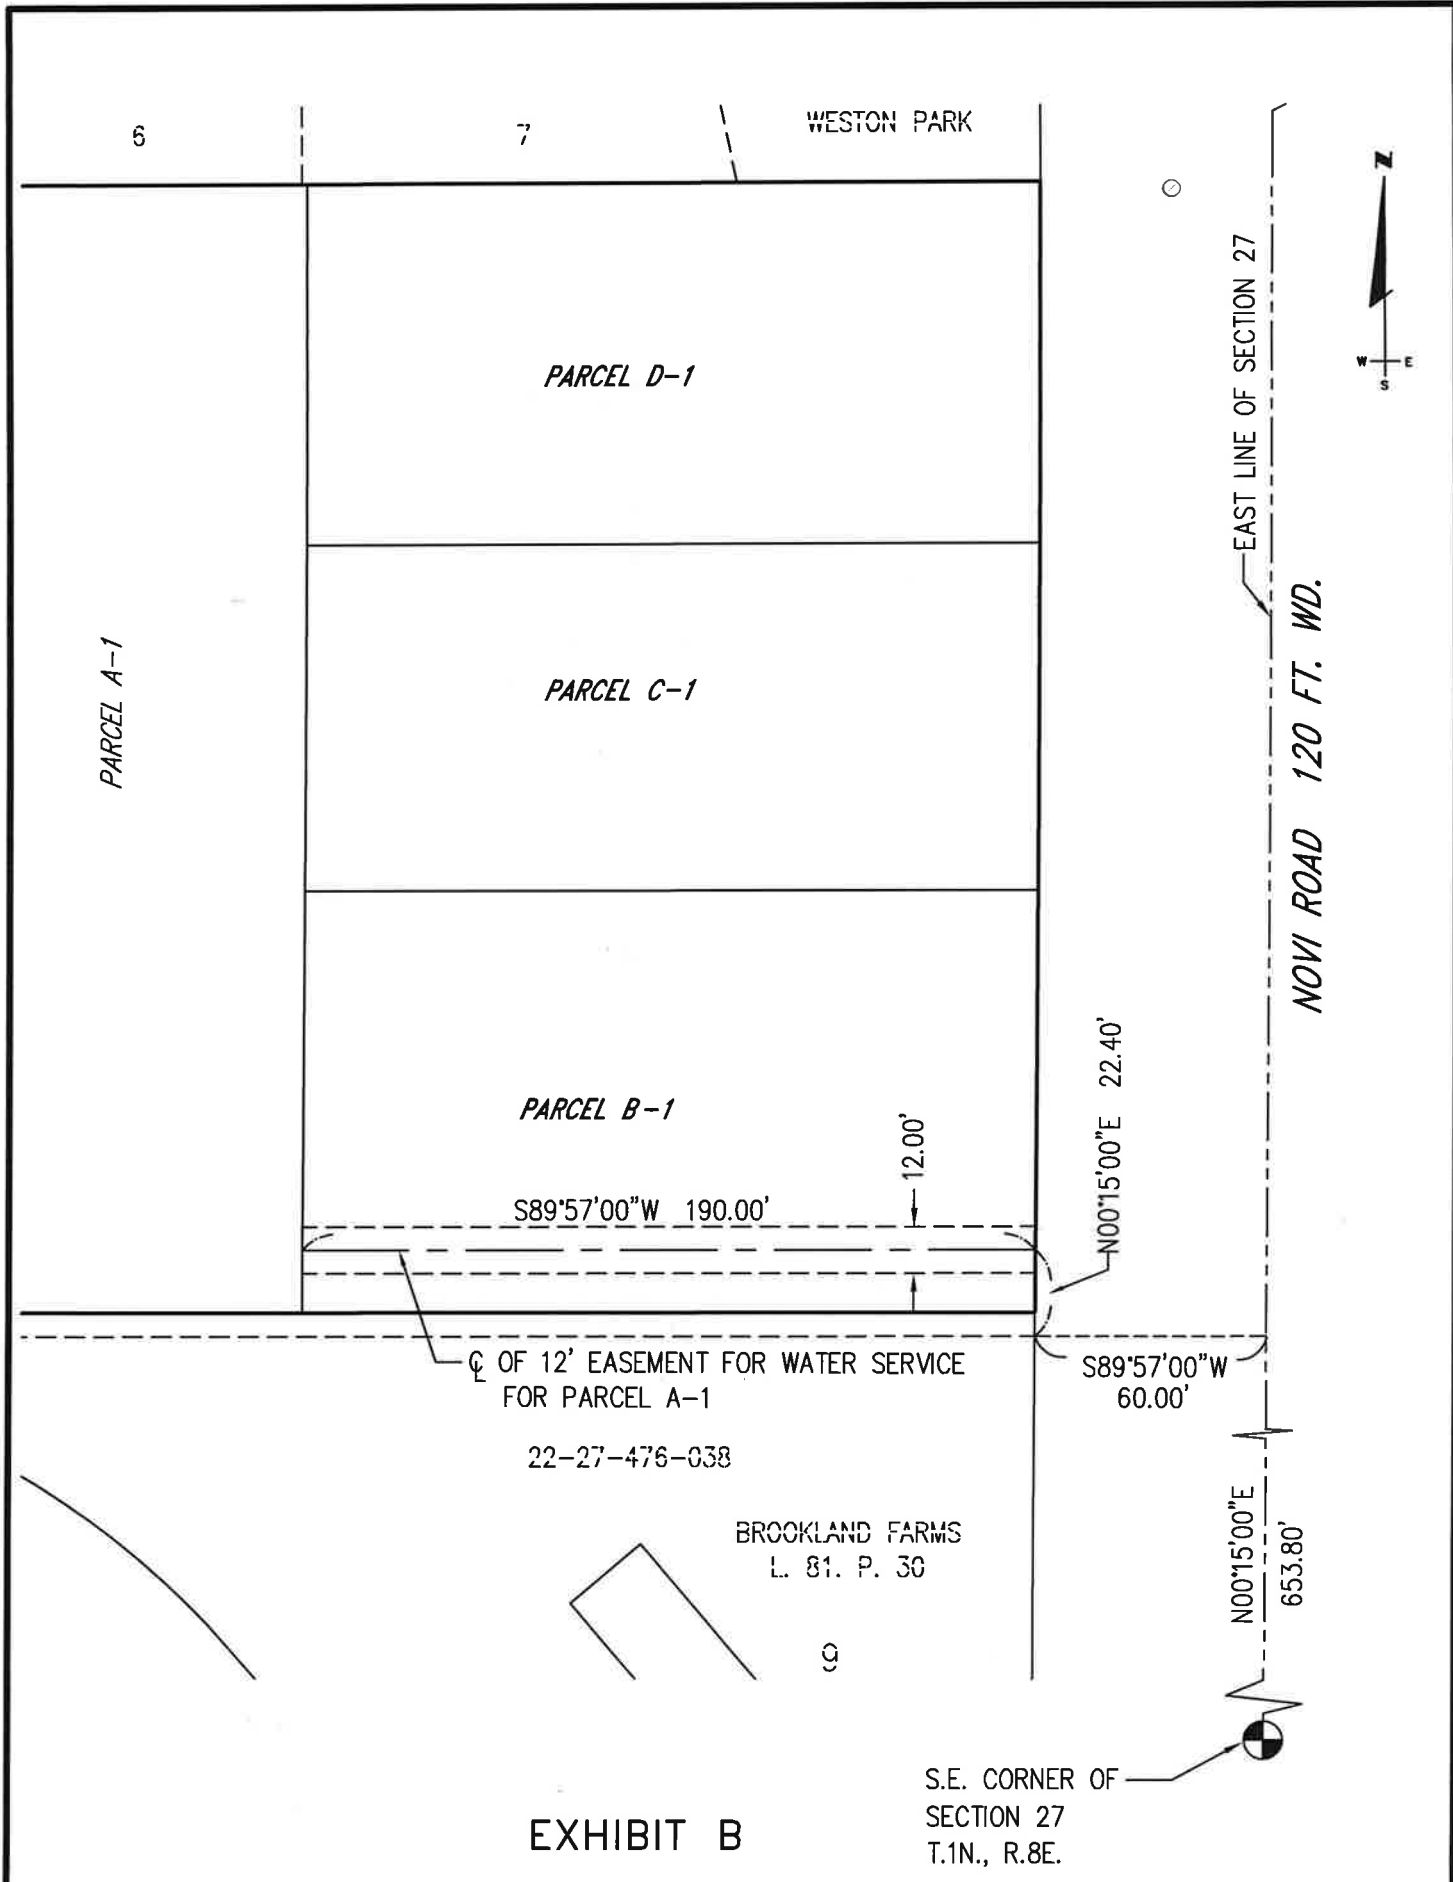 6
7
WESTON PARK
N
W E
S
EAST LINE OF SECTION 27
PARCEL D-1
PARCEL A-1
PARCEL C-1
NOVI ROAD 120 FT. WD.
PARCEL B-1
12.00'
N00°15'00"E 22.40'
S89°57'00"W 190.00'
℄ OF 12' EASEMENT FOR WATER SERVICE
FOR PARCEL A-1
S89°57'00"W
60.00'
22-27-476-038
BROOKLAND FARMS
L. 81. P. 30
N00°15'00"E
653.80'
9
S.E. CORNER OF
SECTION 27
T.1N., R.8E.
EXHIBIT B